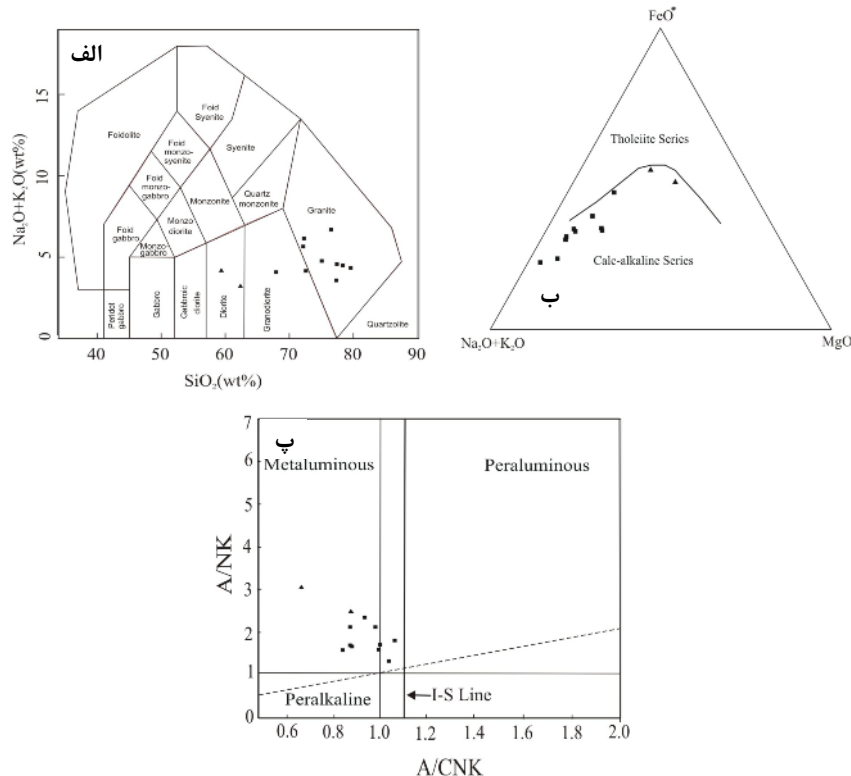 الف
Na₂O+K₂O(wt%)
15
10
5
0
Foidolite
Foid
Syenite
Foid
monzo-
syenite
Syenite
Foid
monzo-
gabbro
Monzonite
Quartz
monzonite
Granite
Monzo
diorite
Foid
gabbro
Monzo
gabbro
Peridot
gabbro
Gabbro
Gabbroic
diorite
Diorite
Granodiorite
Quartzolite
40 50 60 70 80 90
SiO₂(wt%)
FeO*
Tholeiite Series
Calc-alkaline Series
ب
Na₂O+K₂O
MgO
پ
Metaluminous
Peraluminous
A/NK
7
6
5
4
3
2
1
0
Peralkaline
I-S Line
0.6 0.8 1.0 1.2 1.4 1.6 1.8 2.0
A/CNK